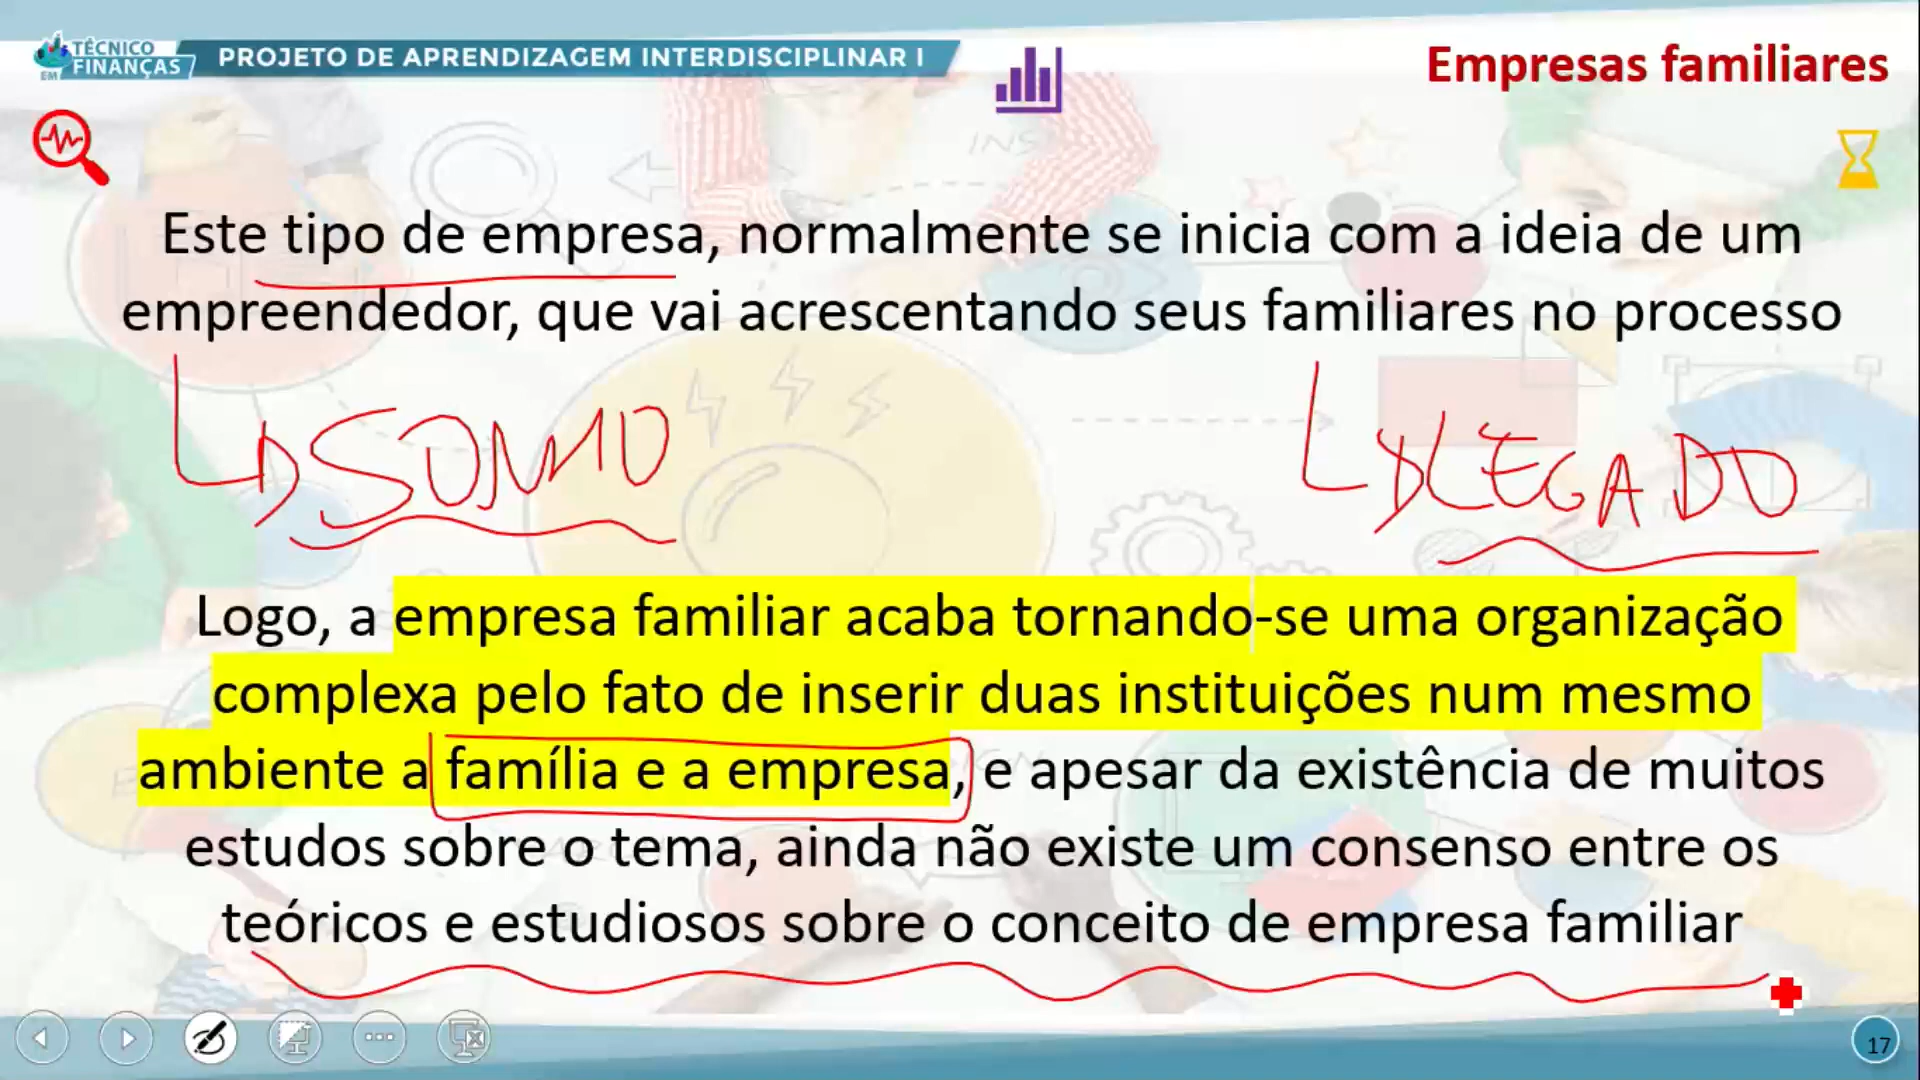 TÉCNICO
EM FINANÇAS
PROJETO DE APRENDIZAGEM INTERDISCIPLINAR I
Empresas familiares
Este tipo de empresa, normalmente se inicia com a ideia de um
empreendedor, que vai acrescentando seus familiares no processo
SONHO
LEGADO
Logo, a empresa familiar acaba tornando-se uma organização
complexa pelo fato de inserir duas instituições num mesmo
ambiente a família e a empresa, e apesar da existência de muitos
estudos sobre o tema, ainda não existe um consenso entre os
teóricos e estudiosos sobre o conceito de empresa familiar
17